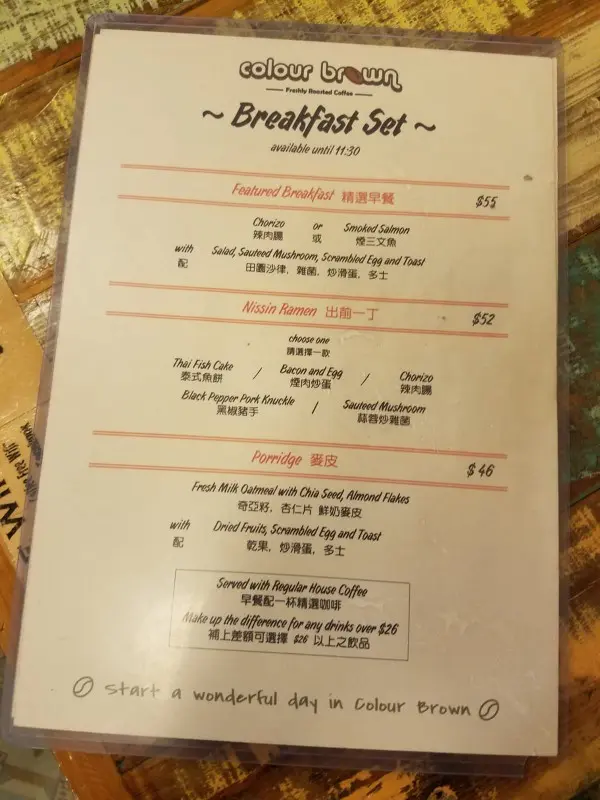 colour brown
Freshly Roasted Coffee
~ Breakfast Set ~
available until 11:30
Featured Breakfast 精選早餐 $55
Chorizo or Smoked Salmon
辣肉腸 或 煙三文魚
with Salad, Sauteed Mushroom, Scrambled Egg and Toast
配 田園沙律, 雜菌, 炒滑蛋, 多士
Nissin Ramen 出前一丁 $52
choose one
請選擇一款
Thai Fish Cake / Bacon and Egg / Chorizo
泰式魚餅 煙肉炒蛋 辣肉腸
Black Pepper Pork Knuckle / Sauteed Mushroom
黑椒豬手 蒜蓉炒雜菌
Porridge 麥皮 $46
Fresh Milk Oatmeal with Chia Seed, Almond Flakes
奇亞籽, 杏仁片 鮮奶麥皮
with Dried Fruits, Scrambled Egg and Toast
配 乾果, 炒滑蛋, 多士
Served with Regular House Coffee
早餐配一杯精選咖啡
Make up the difference for any drinks over $26
補上差額可選擇 $26 以上之飲品
start a wonderful day in Colour Brown